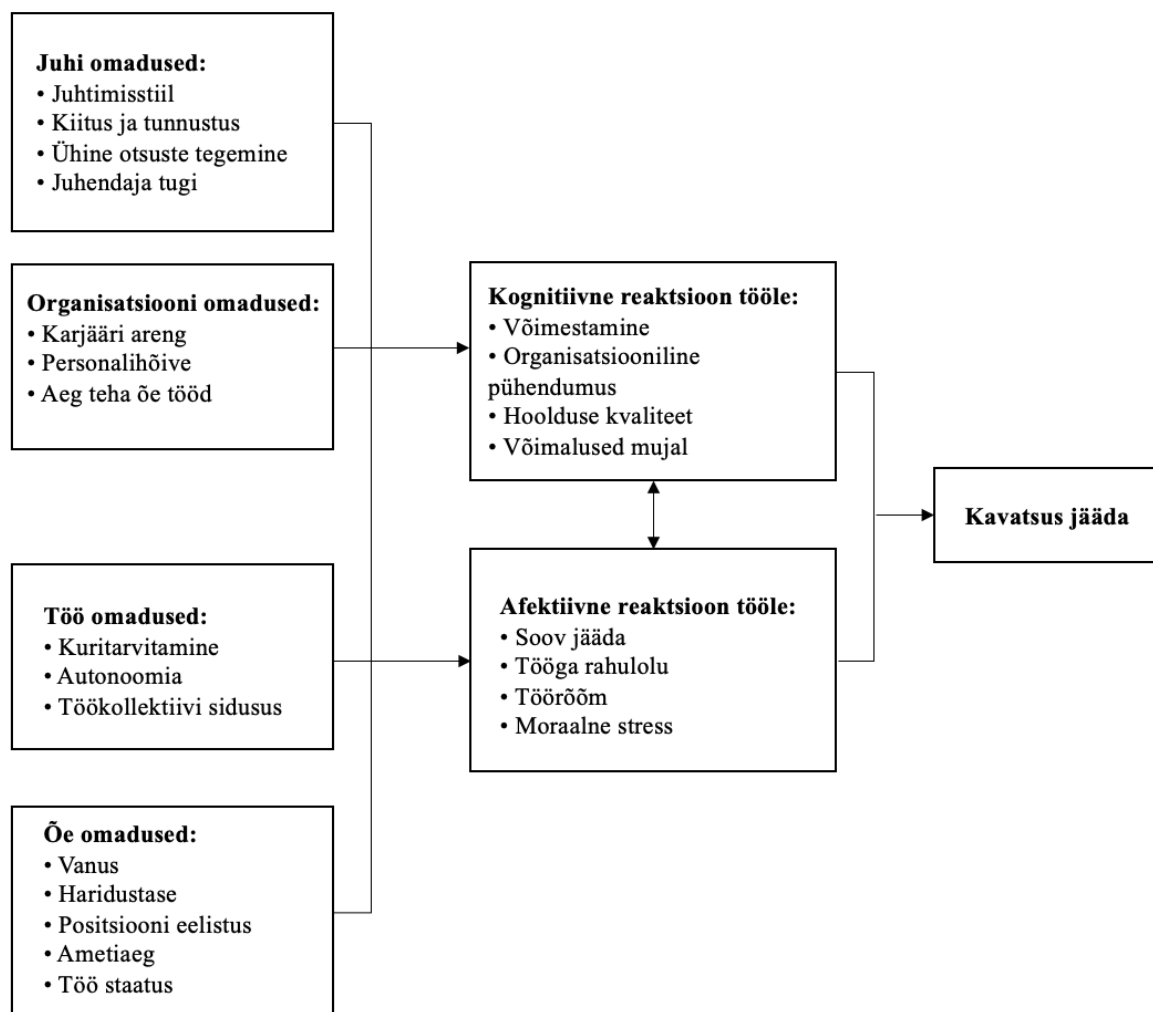 Juhi omadused:
• Juhtimisstiil
• Kiitus ja tunnustus
• Ühine otsuste tegemine
• Juhendaja tugi
Organisatsiooni omadused:
• Karjääri areng
• Personalihõive
• Aeg teha õe tööd
Töö omadused:
• Kuritarvitamine
• Autonoomia
• Töökollektiivi sidusus
Õe omadused:
• Vanus
• Haridustase
• Positsiooni eelistus
• Ametiaeg
• Töö staatus
Kognitiivne reaktsioon tööle:
• Võimestamine
• Organisatsiooniline
pühendumus
• Hoolduse kvaliteet
• Võimalused mujal
Afektiivne reaktsioon tööle:
• Soov jääda
• Tööga rahulolu
• Töörõõm
• Moraalne stress
Kavatsus jääda